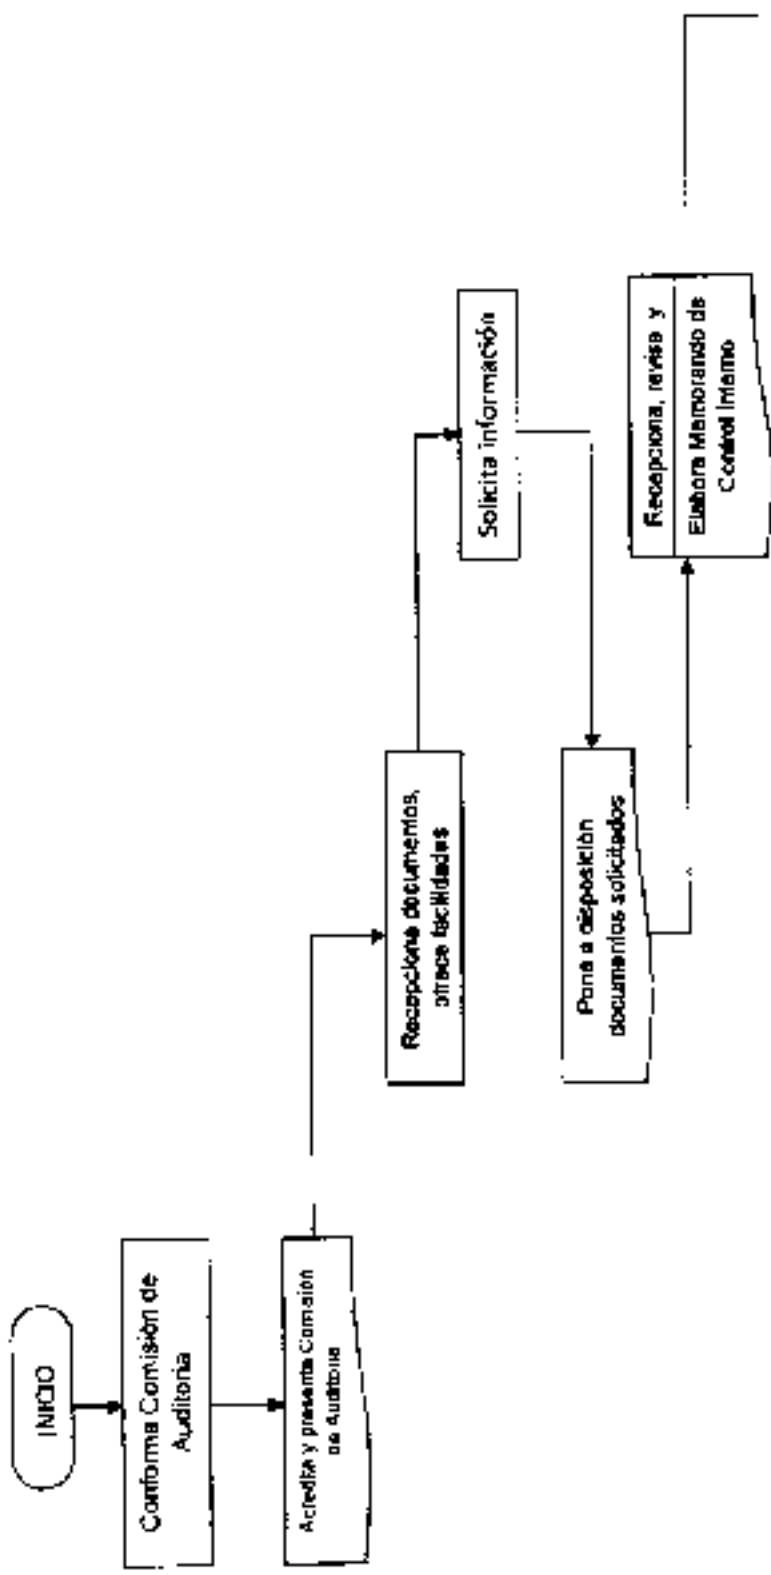 INICIO
Conforma Comisión de
Auditoria
Acredita y presenta Comisión
de Auditoria
Recepciona documentos,
ofrece facilidades
Solicita información
Pone a disposición
documentos solicitados
Recepciona, revisa y
Elabora Memorando de
Control Interno